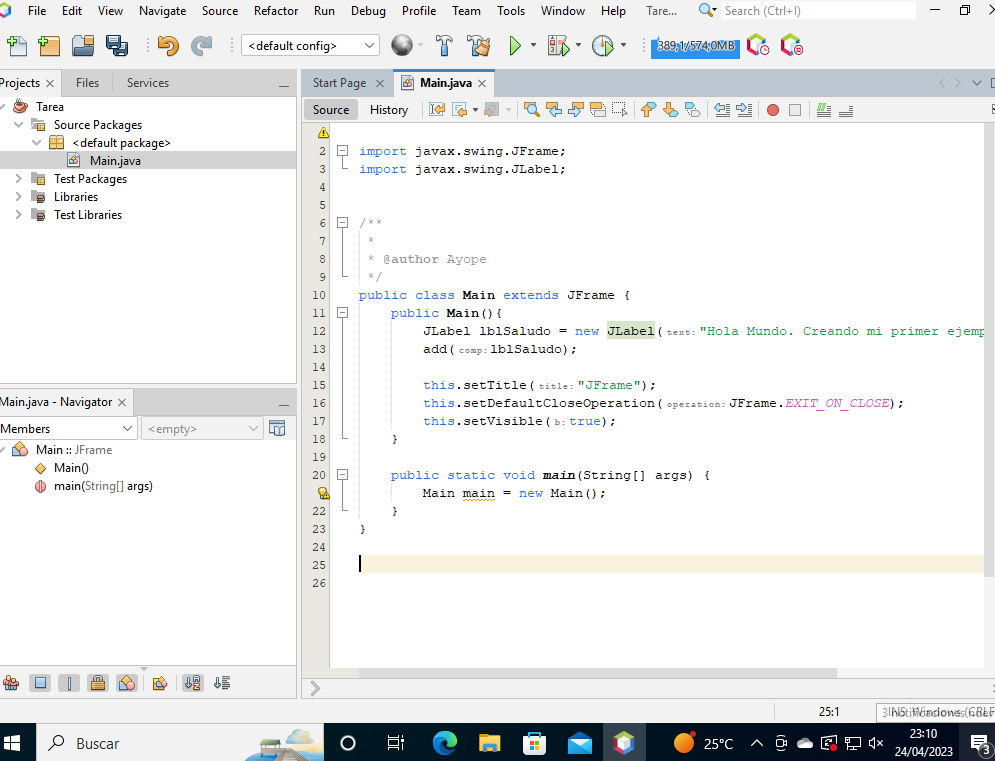 File Edit View Navigate Source Refactor Run Debug Profile Team Tools Window Help Tare... Search (Ctrl+I)
<default config> 389,1/574,0MB
Projects Files Services
Start Page Main.java
Tarea
Source Packages
<default package>
Main.java
Test Packages
Libraries
Test Libraries
Source History
2 import javax.swing.JFrame;
3 import javax.swing.JLabel;
4
5
6 /**
7 *
8 * @author Ayope
9 */
10 public class Main extends JFrame {
11 public Main(){
12 JLabel lblSaludo = new JLabel( text: "Hola Mundo. Creando mi primer ejemp
13 add( comp: lblSaludo);
14
15 this.setTitle( title: "JFrame");
16 this.setDefaultCloseOperation( operation: JFrame.EXIT_ON_CLOSE);
17 this.setVisible( b: true);
18 }
19
20 public static void main(String[] args) {
Main main = new Main();
22 }
23 }
24
25
26
Main.java - Navigator
Members <empty>
Main :: JFrame
Main()
main(String[] args)
25:1 INS Windows (CRLF
Buscar
25°C
23:10
24/04/2023
3